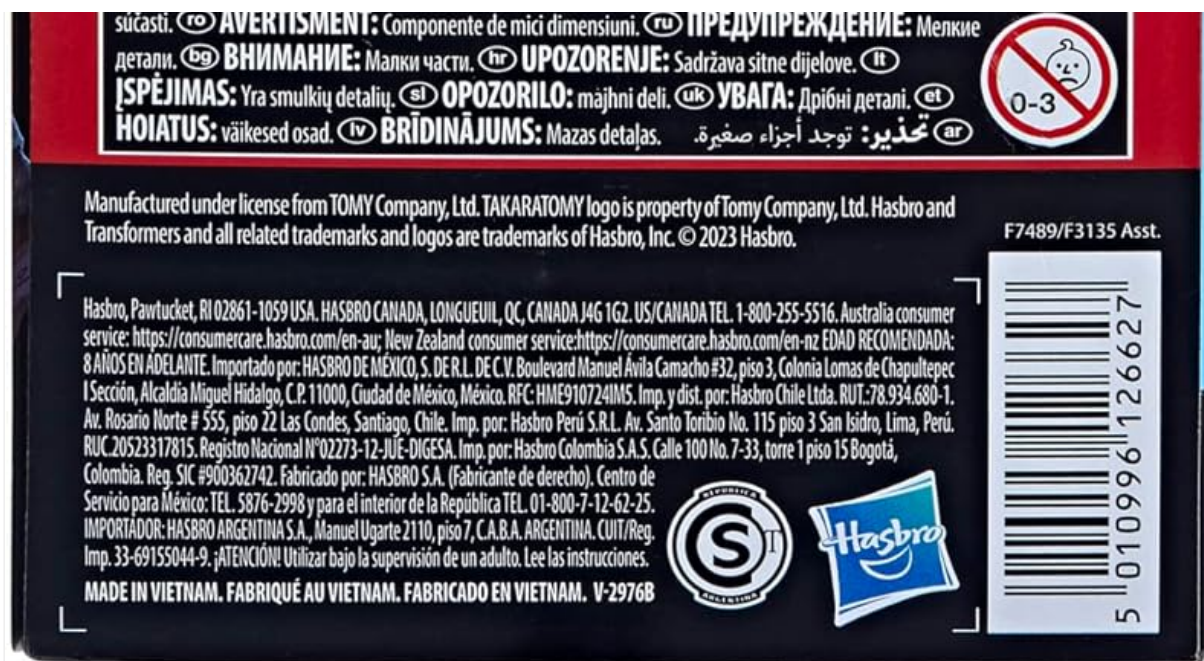 súčasti. ro AVERTISMENT: Componente de mici dimensiuni. ru ПРЕДУПРЕЖДЕНИЕ: Мелкие
детали. bg ВНИМАНИЕ: Малки части. hr UPOZORENJE: Sadržava sitne dijelove. lt
ĮSPĖJIMAS: Yra smulkių detalių. sl OPOZORILO: majhni deli. uk УВАГА: Дрібні деталі. et
HOIATUS: väikesed osad. lv BRĪDINĀJUMS: Mazas detaļas. ar تحذير: توجد أجزاء صغيرة.
0-3
Manufactured under license from TOMY Company, Ltd. TAKARATOMY logo is property of Tomy Company, Ltd. Hasbro and
Transformers and all related trademarks and logos are trademarks of Hasbro, Inc. © 2023 Hasbro.
F7489/F3135 Asst.
Hasbro, Pawtucket, RI 02861-1059 USA. HASBRO CANADA, LONGUEUIL, QC, CANADA J4G 1G2. US/CANADA TEL. 1-800-255-5516. Australia consumer
service: https://consumercare.hasbro.com/en-au; New Zealand consumer service:https://consumercare.hasbro.com/en-nz EDAD RECOMENDADA:
8 AÑOS EN ADELANTE. Importado por: HASBRO DE MÉXICO, S. DE R.L. DE C.V. Boulevard Manuel Ávila Camacho #32, piso 3, Colonia Lomas de Chapultepec
I Sección, Alcaldía Miguel Hidalgo, C.P. 11000, Ciudad de México, México. RFC: HME910724IM5. Imp. y dist. por: Hasbro Chile Ltda. RUT.:78.934.680-1.
Av. Rosario Norte # 555, piso 22 Las Condes, Santiago, Chile. Imp. por: Hasbro Perú S.R.L. Av. Santo Toribio No. 115 piso 3 San Isidro, Lima, Perú.
RUC.20523317815. Registro Nacional N°02273-12-JUE-DIGESA. Imp. por: Hasbro Colombia S.A.S. Calle 100 No. 7-33, torre 1 piso 15 Bogotá,
Colombia. Reg. SIC #900362742. Fabricado por: HASBRO S.A. (Fabricante de derecho). Centro de
Servicio para México: TEL. 5876-2998 y para el interior de la República TEL. 01-800-7-12-62-25.
IMPORTADOR: HASBRO ARGENTINA S.A., Manuel Ugarte 2110, piso 7, C.A.B.A. ARGENTINA. CUIT/Reg.
Imp. 33-69155044-9. ¡ATENCIÓN! Utilizar bajo la supervisión de un adulto. Lee las instrucciones.
MADE IN VIETNAM. FABRIQUÉ AU VIETNAM. FABRICADO EN VIETNAM. V-2976B
REPUBLICA
S T
ARGENTINA
Hasbro
5 010996 126627